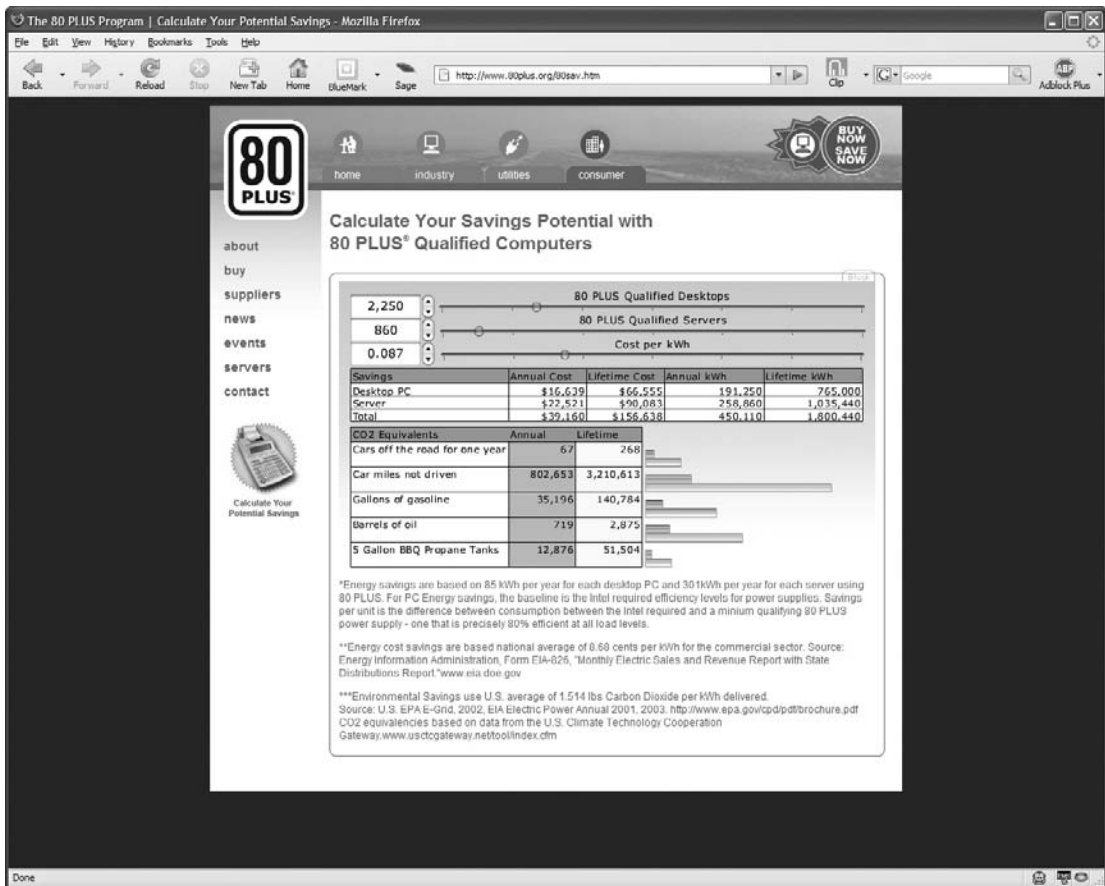 The 80 PLUS Program | Calculate Your Potential Savings - Mozilla Firefox
File Edit View History Bookmarks Tools Help
Back Forward Reload Stop New Tab Home BlueMark Sage http://www.80plus.org/80sav.htm Clip G Google ABP Adblock Plus
80 PLUS®
home industry utilities consumer
BUY NOW SAVE NOW
Calculate Your Savings Potential with
80 PLUS® Qualified Computers
about
buy
suppliers
news
events
servers
contact
Calculate Your
Potential Savings
2,250 80 PLUS Qualified Desktops
860 80 PLUS Qualified Servers
0.087 Cost per kWh
Savings Annual Cost Lifetime Cost Annual kWh Lifetime kWh
Desktop PC $16,639 $66,555 191,250 765,000
Server $22,521 $90,083 258,860 1,035,440
Total $39,160 $156,638 450,110 1,800,440
CO2 Equivalents Annual Lifetime
Cars off the road for one year 67 268
Car miles not driven 802,653 3,210,613
Gallons of gasoline 35,196 140,784
Barrels of oil 719 2,875
5 Gallon BBQ Propane Tanks 12,876 51,504
*Energy savings are based on 85 kWh per year for each desktop PC and 301kWh per year for each server using
80 PLUS. For PC Energy savings, the baseline is the Intel required efficiency levels for power supplies. Savings
per unit is the difference between consumption between the Intel required and a minium qualifying 80 PLUS
power supply - one that is precisely 80% efficient at all load levels.
**Energy cost savings are based national average of 8.68 cents per kWh for the commercial sector. Source:
Energy Information Administration, Form EIA-826, "Monthly Electric Sales and Revenue Report with State
Distributions Report."www.eia.doe.gov
***Environmental Savings use U.S. average of 1.514 lbs Carbon Dioxide per kWh delivered.
Source: U.S. EPA E-Grid, 2002, EIA Electric Power Annual 2001, 2003. http://www.epa.gov/cpd/pdf/brochure.pdf
CO2 equivalencies based on data from the U.S. Climate Technology Cooperation
Gateway.www.usctcgateway.net/tool/index.cfm
Done